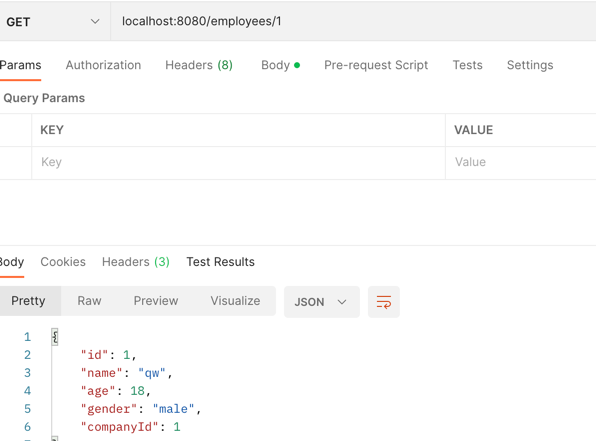 GET localhost:8080/employees/1
Params Authorization Headers (8) Body Pre-request Script Tests Settings
Query Params
KEY VALUE
Key Value
Body Cookies Headers (3) Test Results
Pretty Raw Preview Visualize JSON
1 {
2 "id": 1,
3 "name": "qw",
4 "age": 18,
5 "gender": "male",
6 "companyId": 1